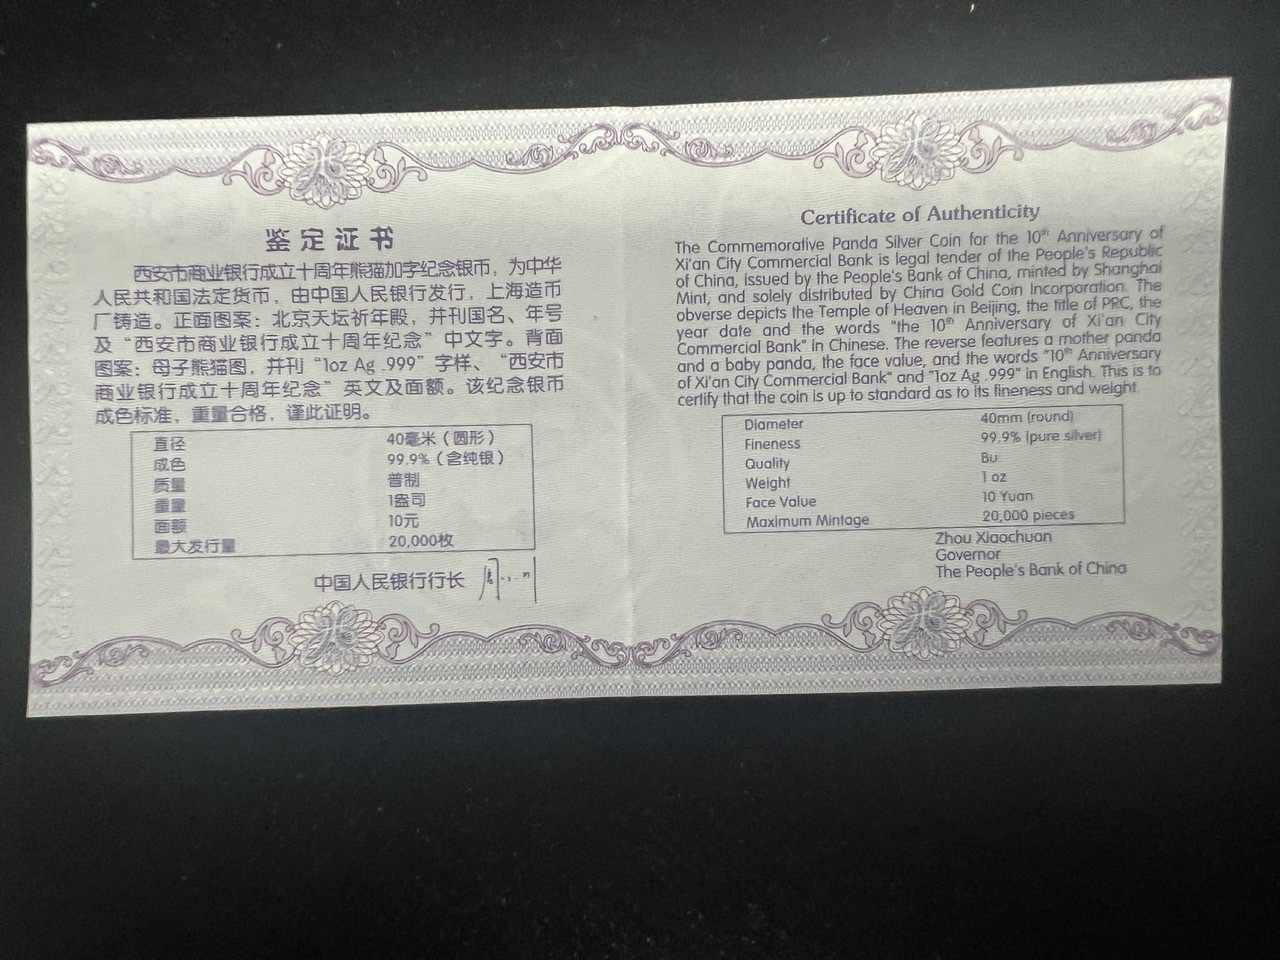 鉴定证书
西安市商业银行成立十周年熊猫加字纪念银币，为中华
人民共和国法定货币，由中国人民银行发行，上海造币
厂铸造。正面图案：北京天坛祈年殿，并刊国名、年号
及“西安市商业银行成立十周年纪念”中文字。背面
图案：母子熊猫图，并刊“1oz Ag .999”字样、“西安市
商业银行成立十周年纪念”英文及面额。该纪念银币
成色标准，重量合格，谨此证明。
直径 40毫米（圆形）
成色 99.9%（含纯银）
质量 普制
重量 1盎司
面额 10元
最大发行量 20,000枚
中国人民银行行长
Certificate of Authenticity
The Commemorative Panda Silver Coin for the 10th Anniversary of
Xi'an City Commercial Bank is legal tender of the People's Republic
of China, issued by the People's Bank of China, minted by Shanghai
Mint, and solely distributed by China Gold Coin Incorporation. The
obverse depicts the Temple of Heaven in Beijing, the title of PRC, the
year date and the words "the 10th Anniversary of Xi'an City
Commercial Bank" in Chinese. The reverse features a mother panda
and a baby panda, the face value, and the words "10th Anniversary
of Xi'an City Commercial Bank" and "1oz Ag .999" in English. This is to
certify that the coin is up to standard as to its fineness and weight.
Diameter 40mm (round)
Fineness 99.9% (pure silver)
Quality Bu
Weight 1 oz
Face Value 10 Yuan
Maximum Mintage 20,000 pieces
Zhou Xiaochuan
Governor
The People's Bank of China